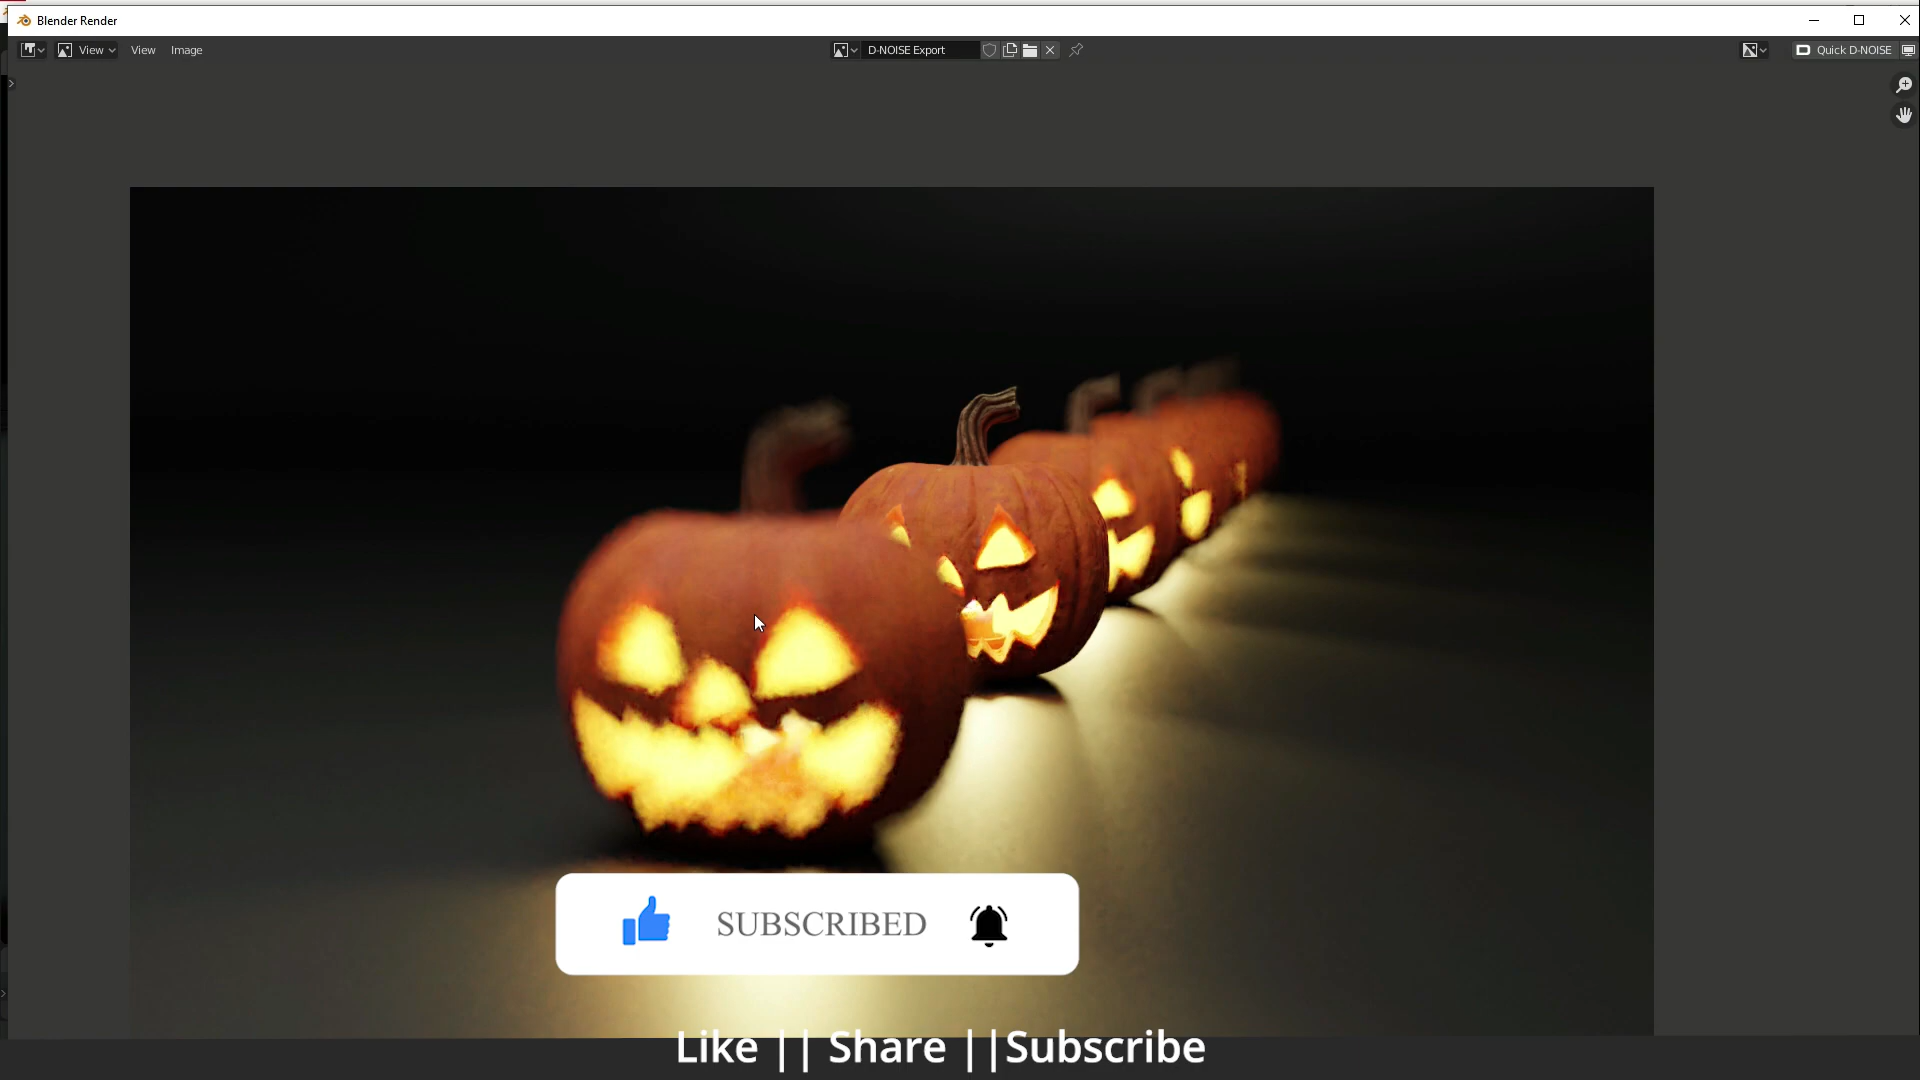 Blender Render
View View Image D-NOISE Export Quick D-NOISE
SUBSCRIBED
Like || Share ||Subscribe